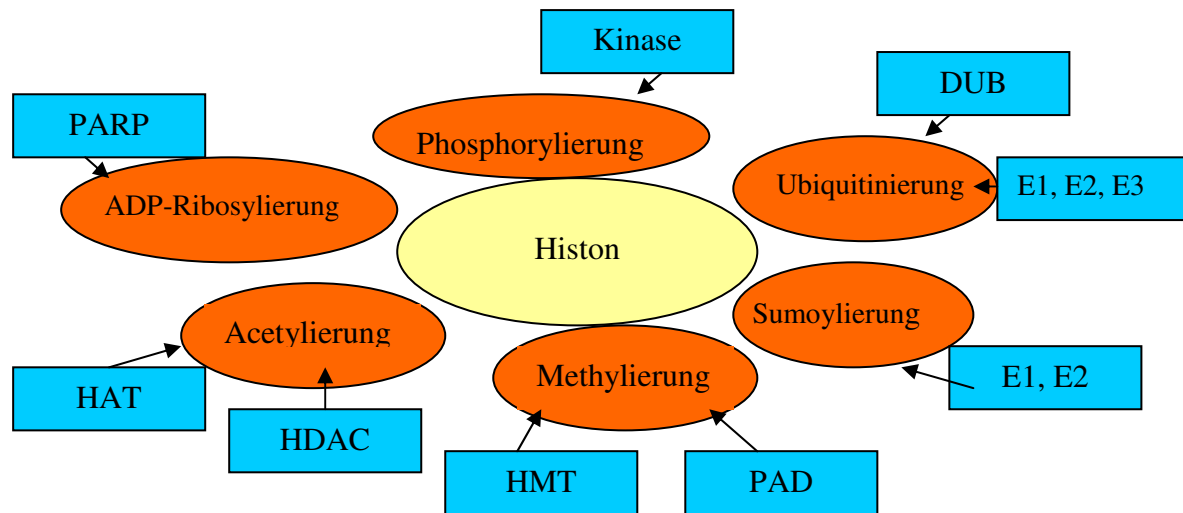 Kinase
DUB
PARP
Phosphorylierung
Ubiquitinierung
E1, E2, E3
ADP-Ribosylierung
Histon
Sumoylierung
Acetylierung
Methylierung
E1, E2
HAT
HDAC
HMT
PAD